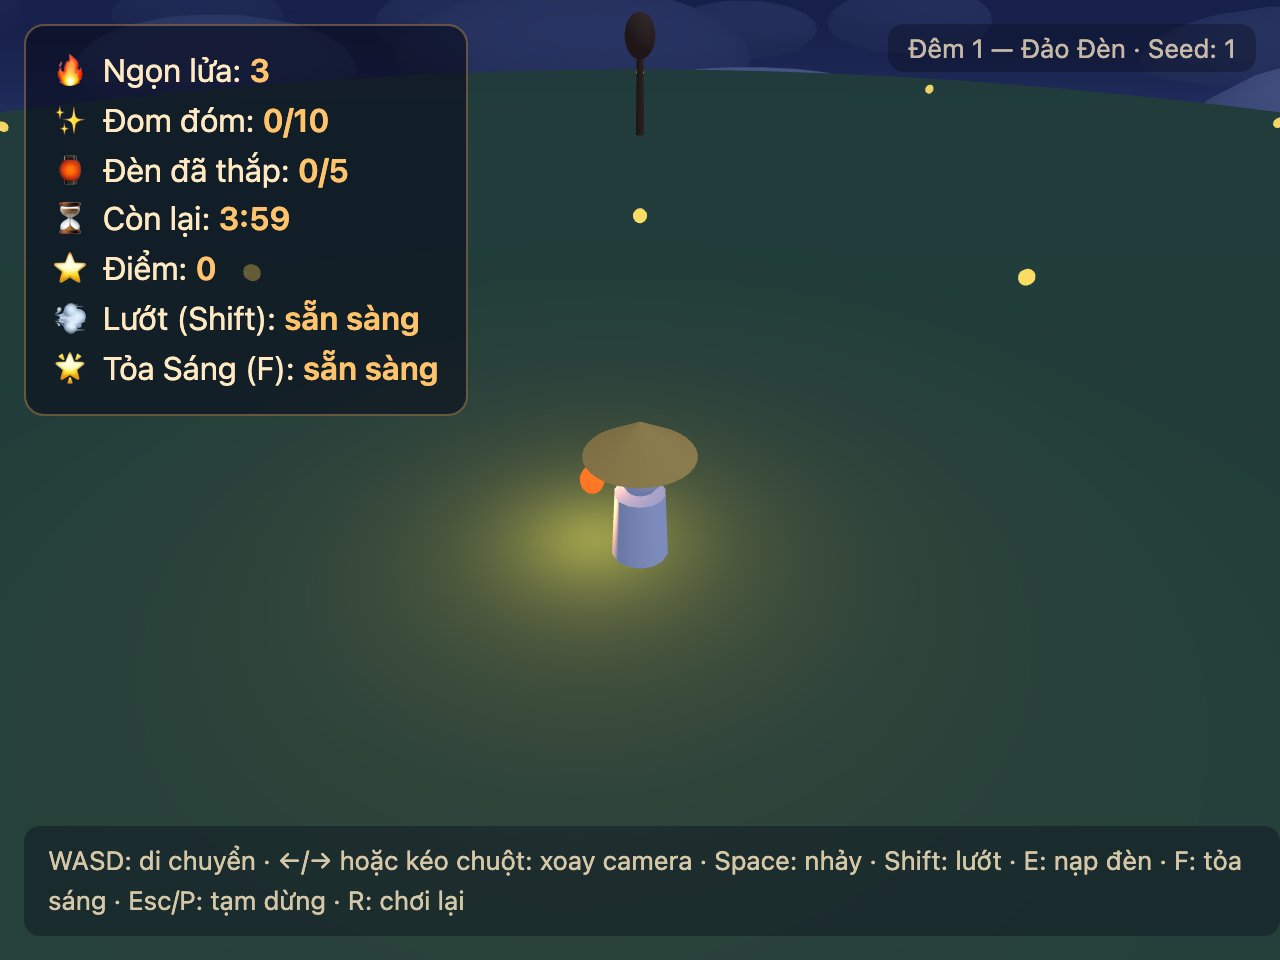 🔥 Ngọn lửa: 3
Đêm 1 — Đảo Đèn · Seed: 1
✨ Đom đóm: 0/10
🏮 Đèn đã thắp: 0/5
⏳ Còn lại: 3:59
⭐ Điểm: 0
💨 Lướt (Shift): sẵn sàng
🌟 Tỏa Sáng (F): sẵn sàng
WASD: di chuyển · ←/→ hoặc kéo chuột: xoay camera · Space: nhảy · Shift: lướt · E: nạp đèn · F: tỏa
sáng · Esc/P: tạm dừng · R: chơi lại